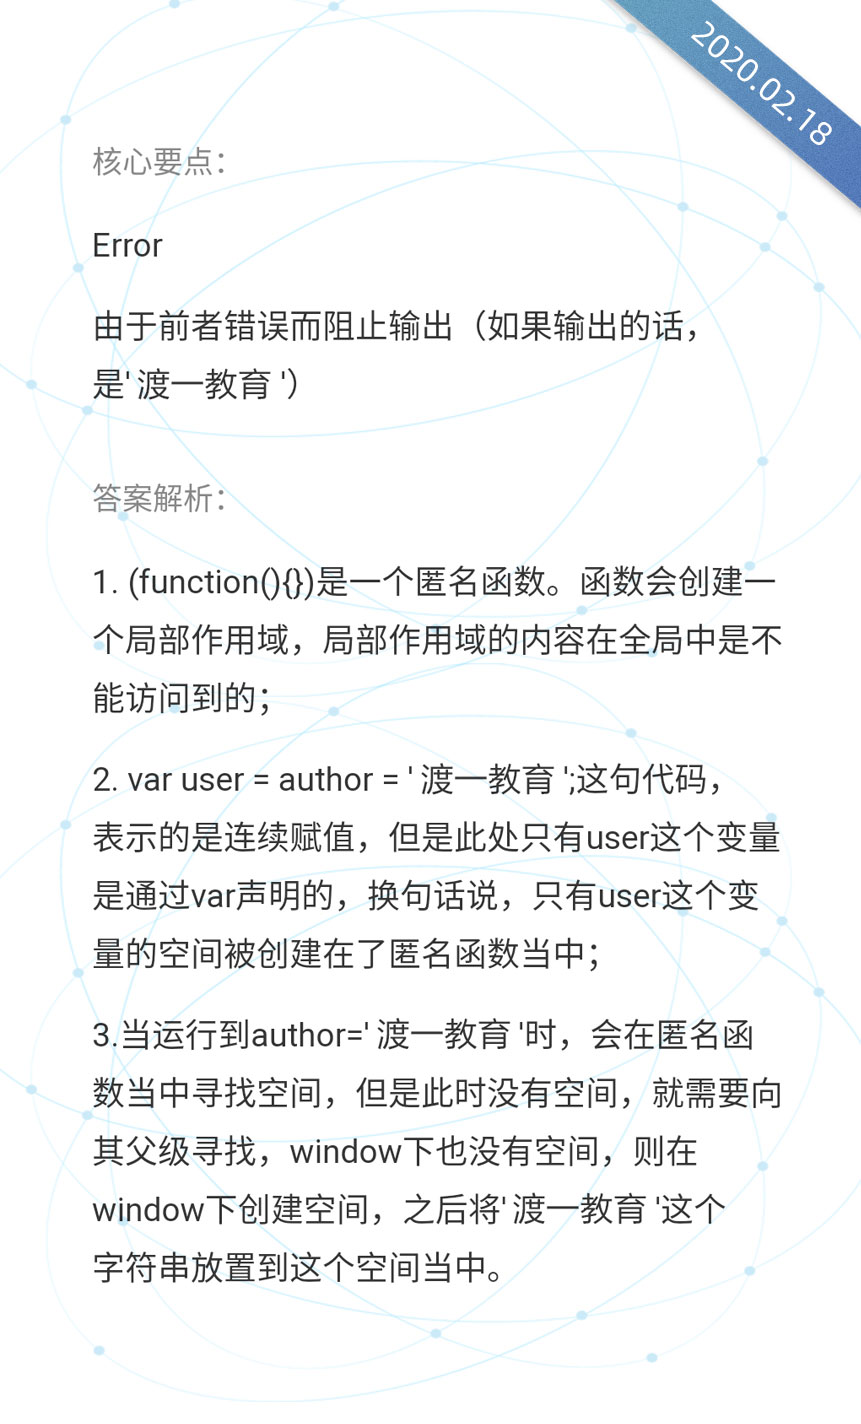 2020.02.18
核心要点：
Error
由于前者错误而阻止输出（如果输出的话，
是' 渡一教育 '）
答案解析：
1. (function(){})是一个匿名函数。函数会创建一
个局部作用域，局部作用域的内容在全局中是不
能访问到的；
2. var user = author = ' 渡一教育 ';这句代码，
表示的是连续赋值，但是此处只有user这个变量
是通过var声明的，换句话说，只有user这个变
量的空间被创建在了匿名函数当中；
3.当运行到author=' 渡一教育 '时，会在匿名函
数当中寻找空间，但是此时没有空间，就需要向
其父级寻找，window下也没有空间，则在
window下创建空间，之后将' 渡一教育 '这个
字符串放置到这个空间当中。